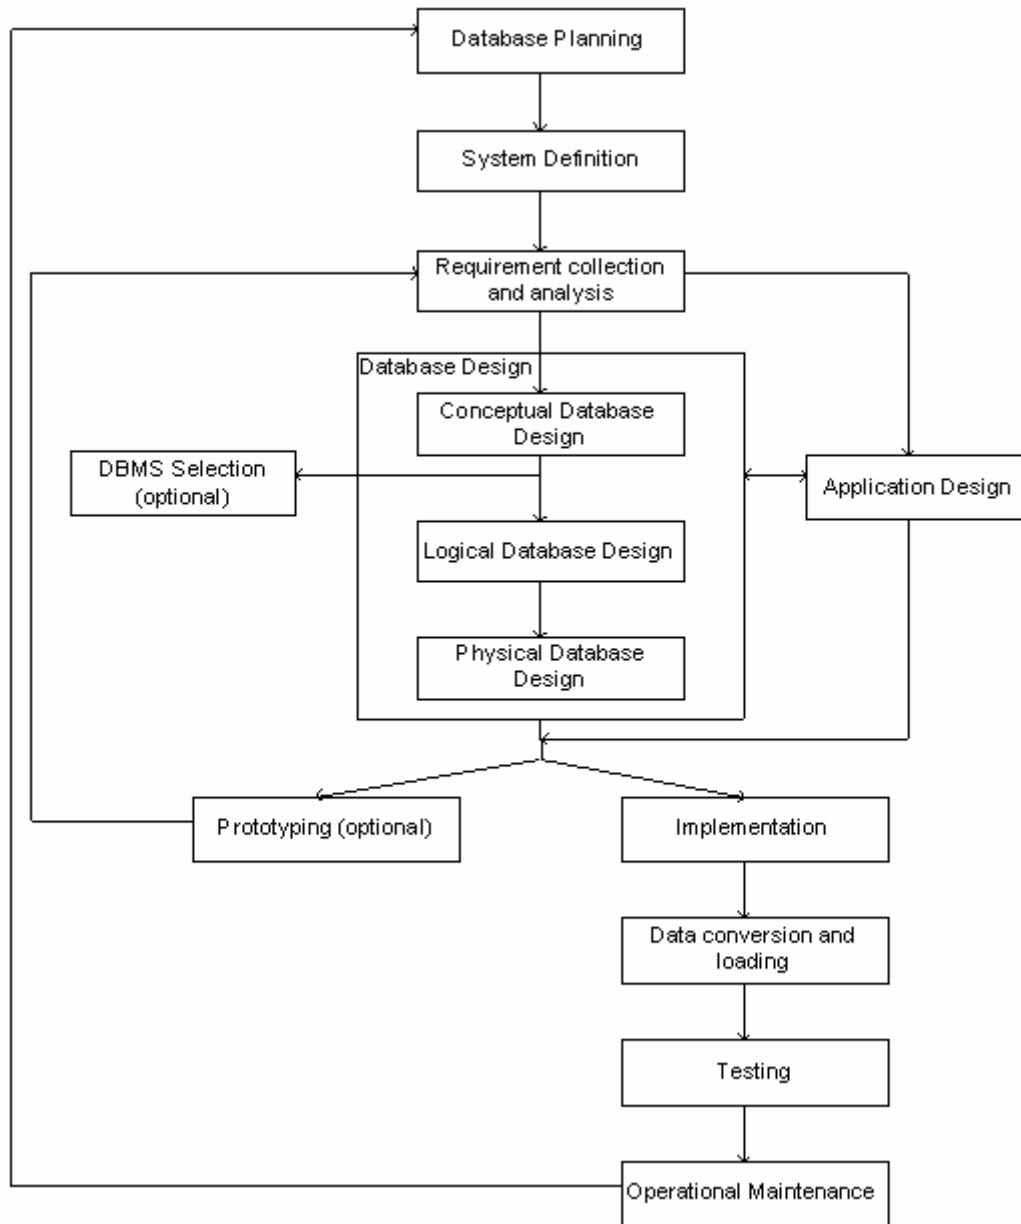 Database Planning
System Definition
Requirement collection
and analysis
Database Design
Conceptual Database
Design
DBMS Selection
(optional)
Application Design
Logical Database Design
Physical Database
Design
Prototyping (optional)
Implementation
Data conversion and
loading
Testing
Operational Maintenance